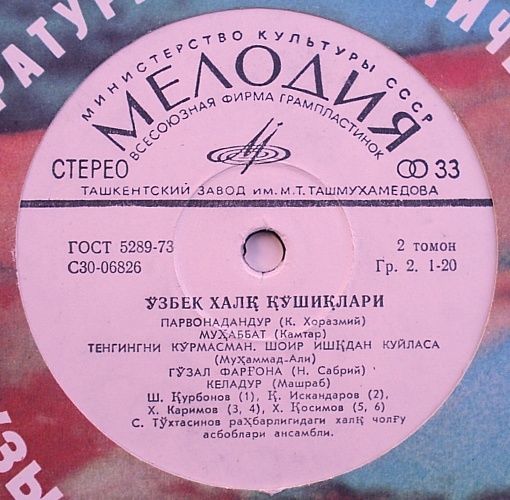 МИНИСТЕРСТВО КУЛЬТУРЫ СССР
МЕЛОДИЯ
ВСЕСОЮЗНАЯ ФИРМА ГРАМПЛАСТИНОК
СТЕРЕО 33
ТАШКЕНТСКИЙ ЗАВОД ИМ. М. Т. ТАШМУХАМЕДОВА
ГОСТ 5289-73 2 томон
С30-06826 Гр. 2. 1-20
ЎЗБЕК ХАЛҚ ҚЎШИҚЛАРИ
ПАРВОНАДАНДУР (К. Хоразмий)
МУҲАББАТ (Камтар)
ТЕНГИНГНИ КЎРМАСМАН. ШОИР ИШҚДАН КУЙЛАСА
(Муҳаммад-Али)
ГЎЗАЛ ФАРҒОНА (Н. Сабрий)
КЕЛАДУР (Машраб)
Ш. Қурбонов (1), Қ. Искандаров (2),
Х. Каримов (3, 4), Х. Қосимов (5, 6)
С. Тўхтасинов раҳбарлигидаги халқ чолғу
асбоблари ансамбли.